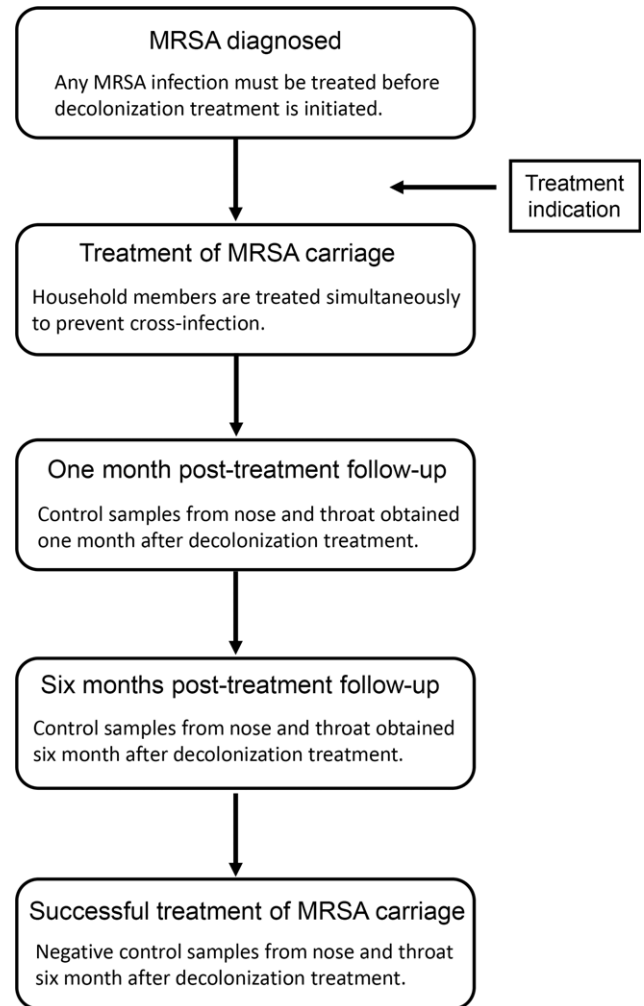 MRSA diagnosed
Any MRSA infection must be treated before
decolonization treatment is initiated.
Treatment
indication
Treatment of MRSA carriage
Household members are treated simultaneously
to prevent cross-infection.
One month post-treatment follow-up
Control samples from nose and throat obtained
one month after decolonization treatment.
Six months post-treatment follow-up
Control samples from nose and throat obtained
six month after decolonization treatment.
Successful treatment of MRSA carriage
Negative control samples from nose and throat
six month after decolonization treatment.